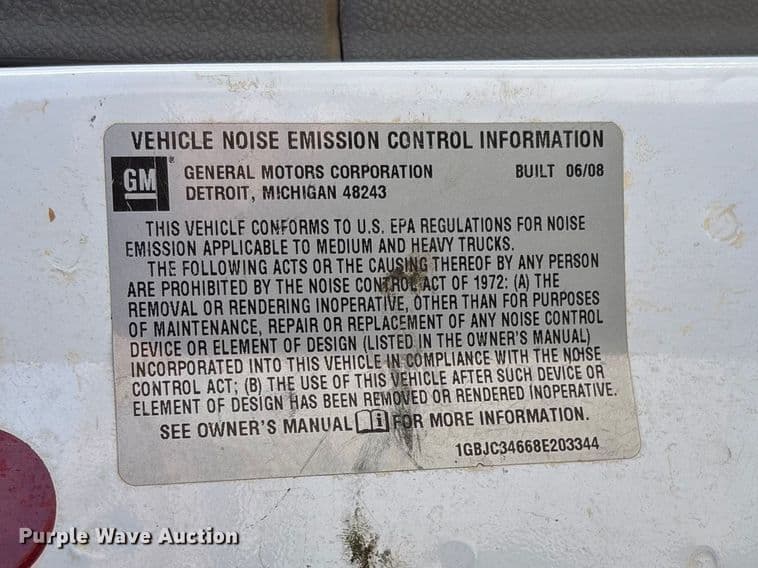 VEHICLE NOISE EMISSION CONTROL INFORMATION
GM
GENERAL MOTORS CORPORATION BUILT 06/08
DETROIT, MICHIGAN 48243
THIS VEHICLE CONFORMS TO U.S. EPA REGULATIONS FOR NOISE
EMISSION APPLICABLE TO MEDIUM AND HEAVY TRUCKS.
THE FOLLOWING ACTS OR THE CAUSING THEREOF BY ANY PERSON
ARE PROHIBITED BY THE NOISE CONTROL ACT OF 1972: (A) THE
REMOVAL OR RENDERING INOPERATIVE, OTHER THAN FOR PURPOSES
OF MAINTENANCE, REPAIR OR REPLACEMENT OF ANY NOISE CONTROL
DEVICE OR ELEMENT OF DESIGN (LISTED IN THE OWNER'S MANUAL)
INCORPORATED INTO THIS VEHICLE IN COMPLIANCE WITH THE NOISE
CONTROL ACT; (B) THE USE OF THIS VEHICLE AFTER SUCH DEVICE OR
ELEMENT OF DESIGN HAS BEEN REMOVED OR RENDERED INOPERATIVE.
SEE OWNER'S MANUAL FOR MORE INFORMATION.
1GBJC34668E203344
Purple Wave Auction